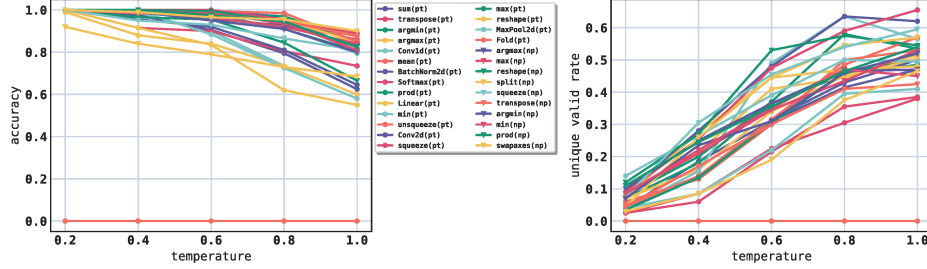 1.0
0.8
0.6
0.4
0.2
0.0
accuracy
0.2 0.4 0.6 0.8 1.0
temperature
sum(pt)
transpose(pt)
argmin(pt)
argmax(pt)
Conv1d(pt)
mean(pt)
BatchNorm2d(pt)
Softmax(pt)
prod(pt)
Linear(pt)
min(pt)
unsqueeze(pt)
Conv2d(pt)
squeeze(pt)
max(pt)
reshape(pt)
MaxPool2d(pt)
Fold(pt)
argmax(np)
max(np)
reshape(np)
split(np)
squeeze(np)
transpose(np)
argmin(np)
min(np)
prod(np)
swapaxes(np)
0.6
0.5
0.4
0.3
0.2
0.1
0.0
unique valid rate
0.2 0.4 0.6 0.8 1.0
temperature